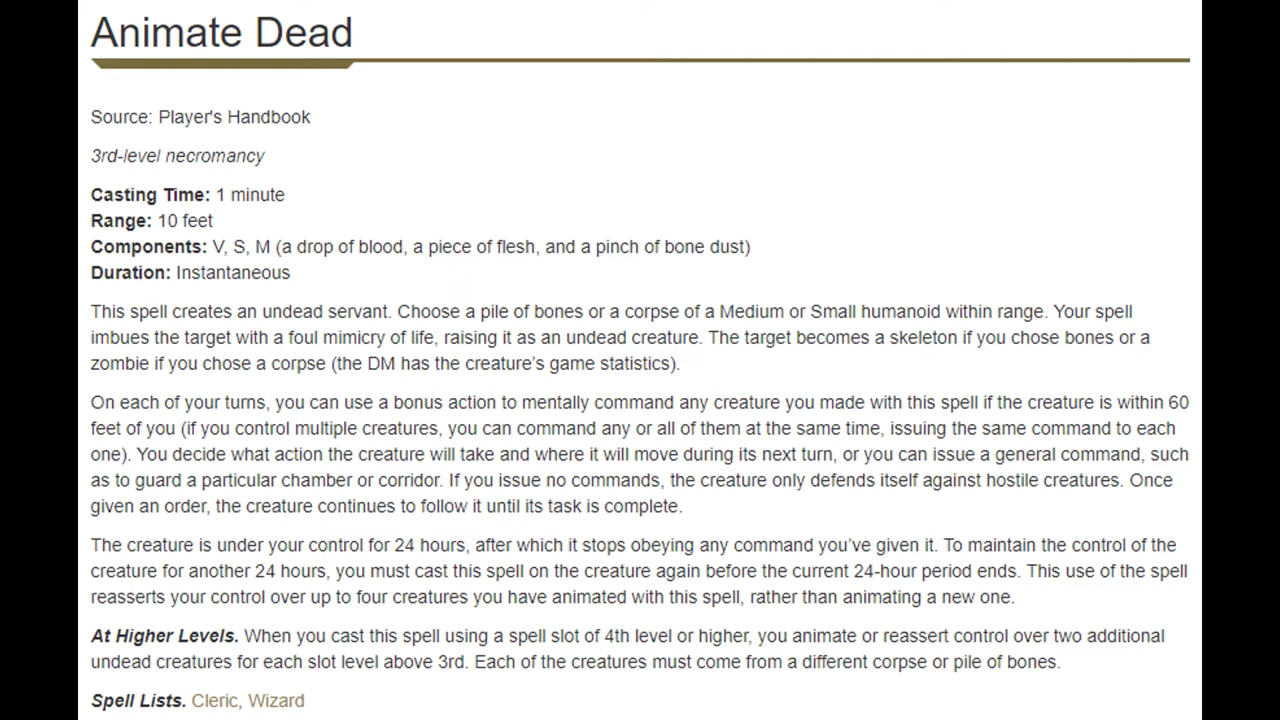 Animate Dead
Source: Player's Handbook
3rd-level necromancy
Casting Time: 1 minute
Range: 10 feet
Components: V, S, M (a drop of blood, a piece of flesh, and a pinch of bone dust)
Duration: Instantaneous
This spell creates an undead servant. Choose a pile of bones or a corpse of a Medium or Small humanoid within range. Your spell
imbues the target with a foul mimicry of life, raising it as an undead creature. The target becomes a skeleton if you chose bones or a
zombie if you chose a corpse (the DM has the creature’s game statistics).
On each of your turns, you can use a bonus action to mentally command any creature you made with this spell if the creature is within 60
feet of you (if you control multiple creatures, you can command any or all of them at the same time, issuing the same command to each
one). You decide what action the creature will take and where it will move during its next turn, or you can issue a general command, such
as to guard a particular chamber or corridor. If you issue no commands, the creature only defends itself against hostile creatures. Once
given an order, the creature continues to follow it until its task is complete.
The creature is under your control for 24 hours, after which it stops obeying any command you’ve given it. To maintain the control of the
creature for another 24 hours, you must cast this spell on the creature again before the current 24-hour period ends. This use of the spell
reasserts your control over up to four creatures you have animated with this spell, rather than animating a new one.
At Higher Levels. When you cast this spell using a spell slot of 4th level or higher, you animate or reassert control over two additional
undead creatures for each slot level above 3rd. Each of the creatures must come from a different corpse or pile of bones.
Spell Lists. Cleric, Wizard